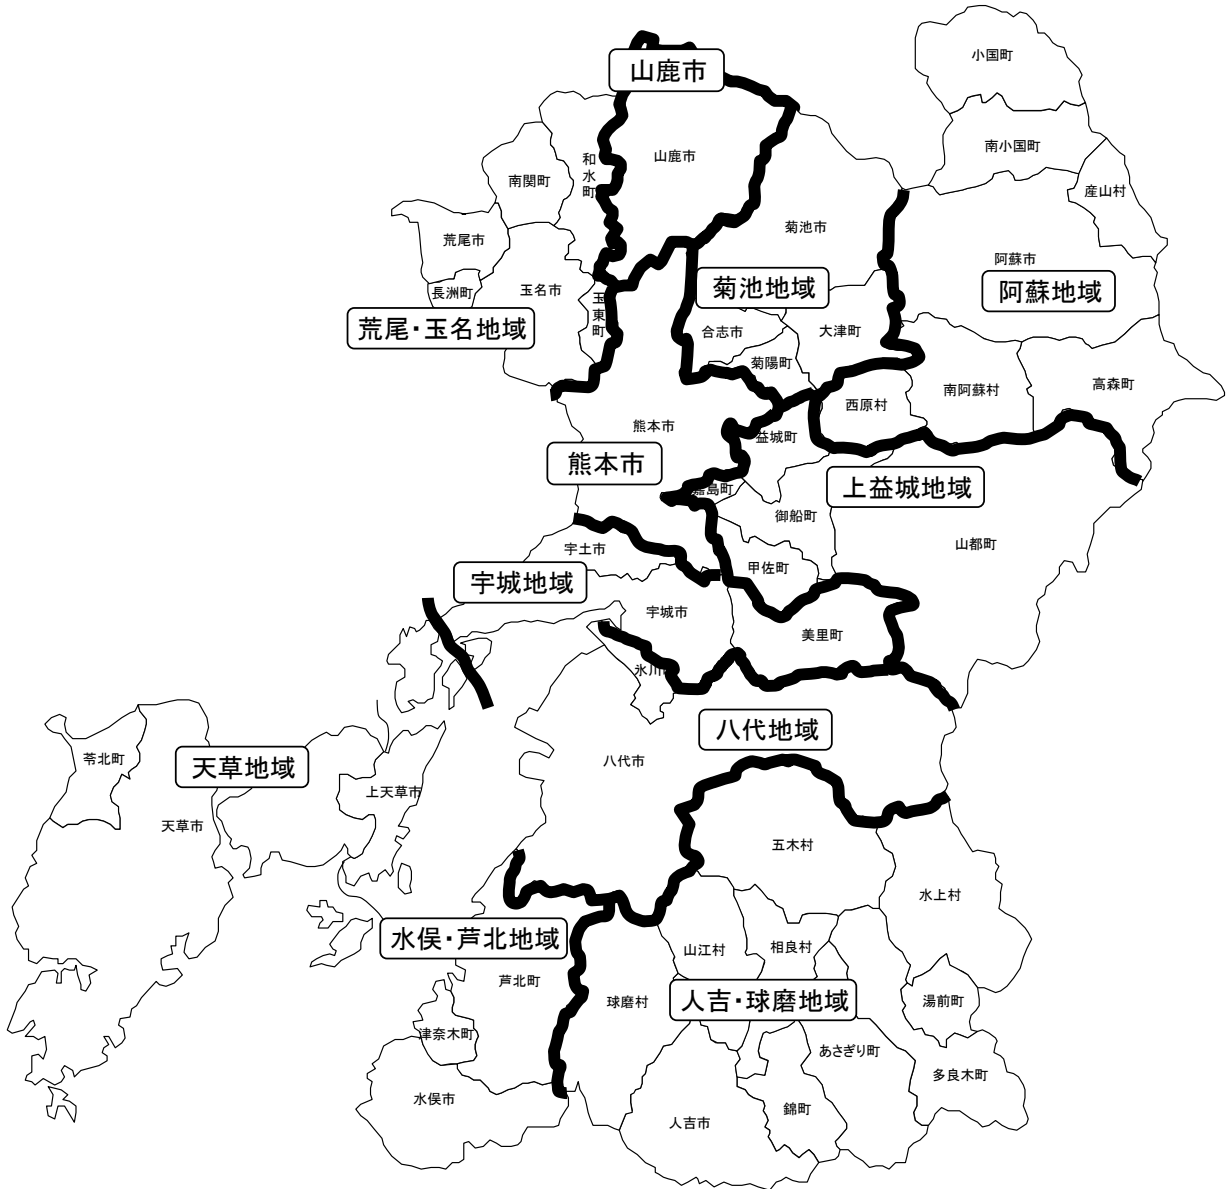 小国町
山鹿市
南小国町
山鹿市
和水町
南関町
産山村
菊池市
荒尾市
阿蘇市
菊池地域
阿蘇地域
長洲町
玉名市
玉東町
荒尾・玉名地域
合志市
大津町
菊陽町
南阿蘇村
高森町
西原村
熊本市
益城町
熊本市
上益城地域
嘉島町
御船町
山都町
宇土市
甲佐町
宇城地域
宇城市
美里町
氷川
八代地域
苓北町
天草地域
八代市
上天草市
天草市
五木村
水上村
水俣・芦北地域
山江村
相良村
芦北町
球磨村
人吉・球磨地域
湯前町
津奈木町
あさぎり町
多良木町
水俣市
錦町
人吉市